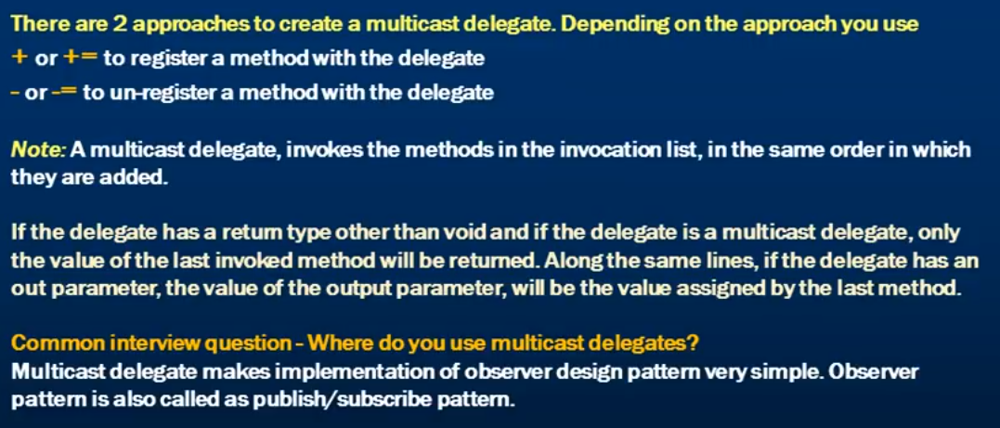 There are 2 approaches to create a multicast delegate. Depending on the approach you use
+ or += to register a method with the delegate
- or -= to un-register a method with the delegate
Note: A multicast delegate, invokes the methods in the invocation list, in the same order in which
they are added.
If the delegate has a return type other than void and if the delegate is a multicast delegate, only
the value of the last invoked method will be returned. Along the same lines, if the delegate has an
out parameter, the value of the output parameter, will be the value assigned by the last method.
Common interview question - Where do you use multicast delegates?
Multicast delegate makes implementation of observer design pattern very simple. Observer
pattern is also called as publish/subscribe pattern.